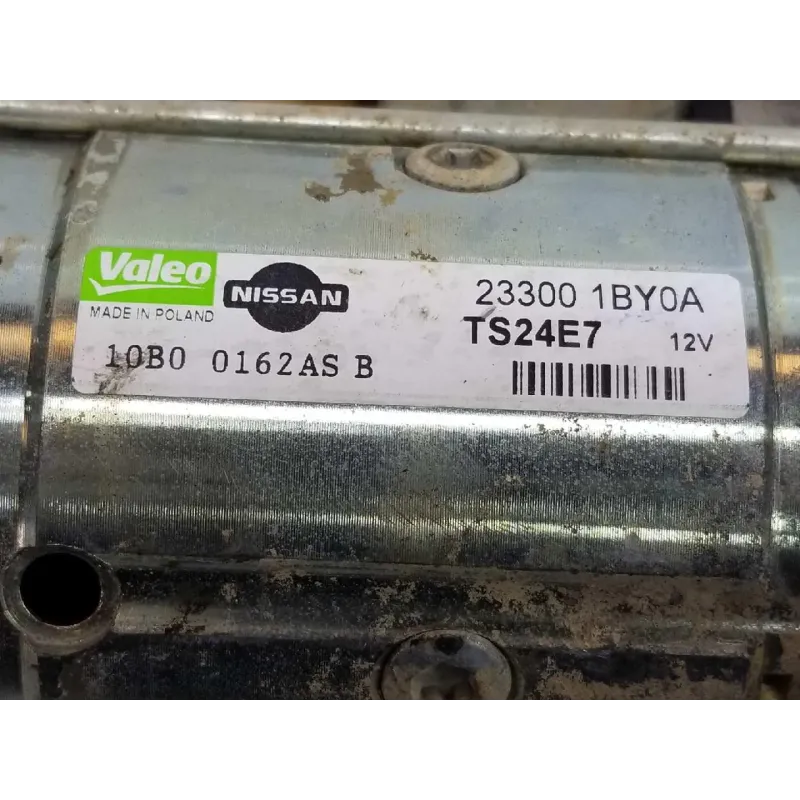 Valeo
MADE IN POLAND
NISSAN
23300 1BY0A
TS24E7 12V
10B0 0162AS B